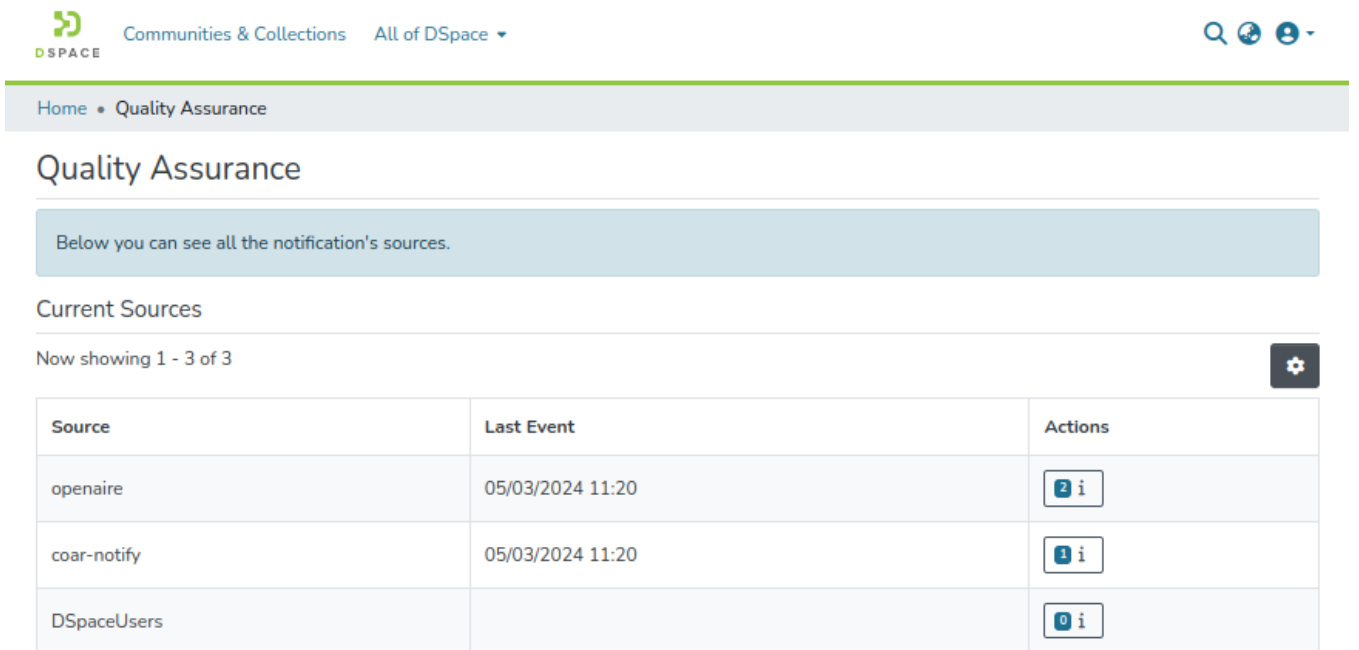 DSPACE Communities & Collections All of DSpace
Home • Quality Assurance
Quality Assurance
Below you can see all the notification's sources.
Current Sources
Now showing 1 - 3 of 3
Source Last Event Actions
openaire 05/03/2024 11:20 2 i
coar-notify 05/03/2024 11:20 1 i
DSpaceUsers 0 i